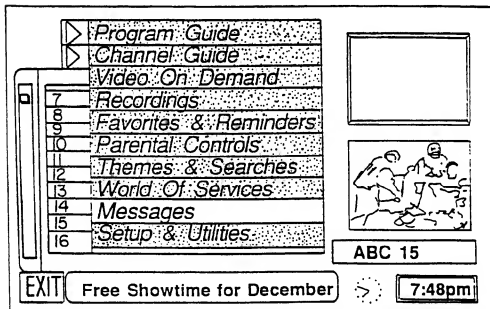 Program Guide
Channel Guide
Video On Demand
7 Recordings
8
9 Favorites & Reminders
10 Parental Controls
11
12 Themes & Searches
13 World Of Services
14 Messages
15
16 Setup & Utilities
ABC 15
EXIT Free Showtime for December 7:48pm